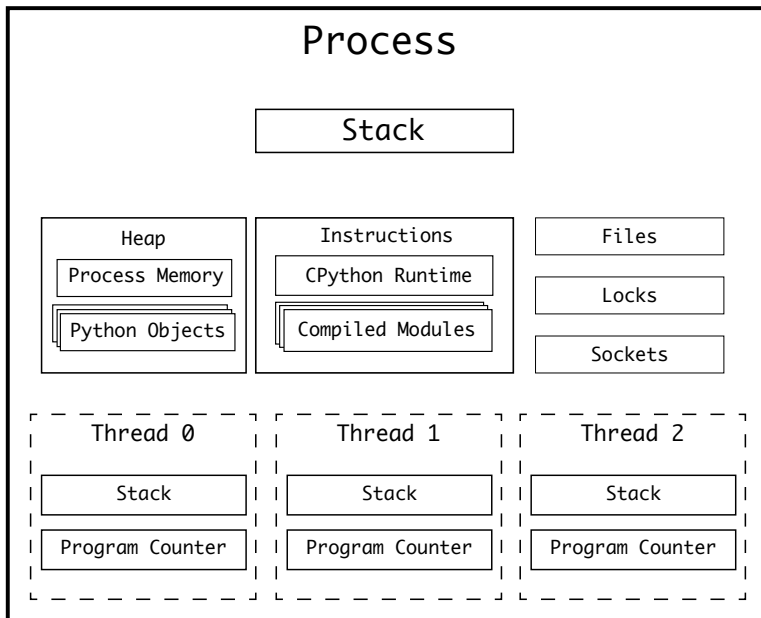 Process
Stack
Heap
Process Memory
Python Objects
Instructions
CPython Runtime
Compiled Modules
Files
Locks
Sockets
Thread 0
Stack
Program Counter
Thread 1
Stack
Program Counter
Thread 2
Stack
Program Counter